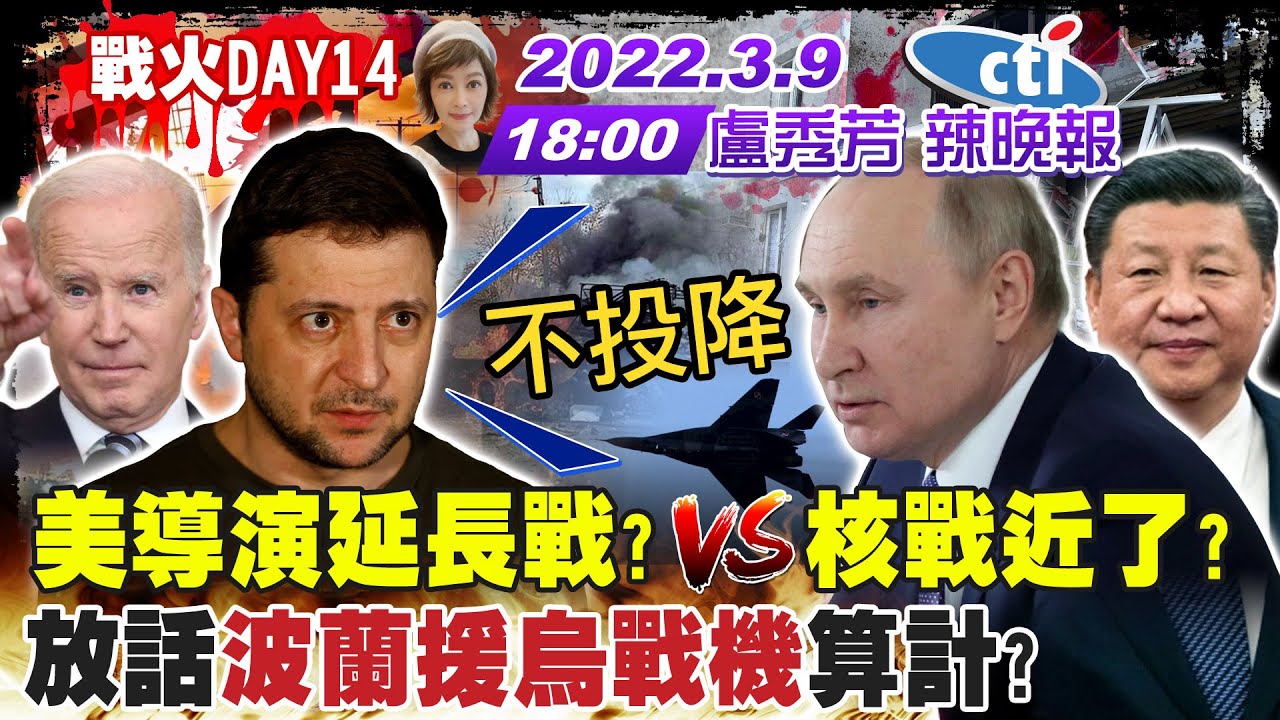 戰火DAY14
2022.3.9
cti
18:00 盧秀芳 辣晚報
不投降
美導演延長戰? VS 核戰近了?
放話波蘭援烏戰機算計?